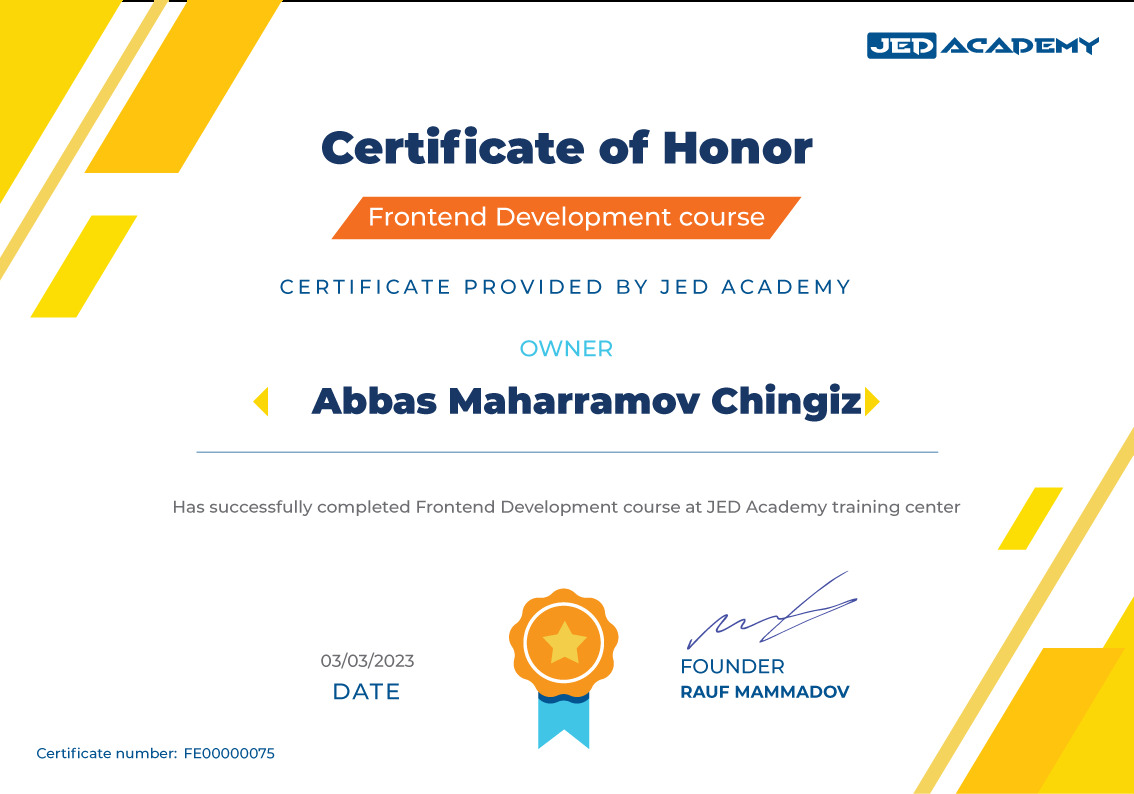 JED ACADEMY
Certificate of Honor
Frontend Development course
CERTIFICATE PROVIDED BY JED ACADEMY
OWNER
Abbas Maharramov Chingiz
Has successfully completed Frontend Development course at JED Academy training center
03/03/2023
DATE
FOUNDER
RAUF MAMMADOV
Certificate number: FE00000075